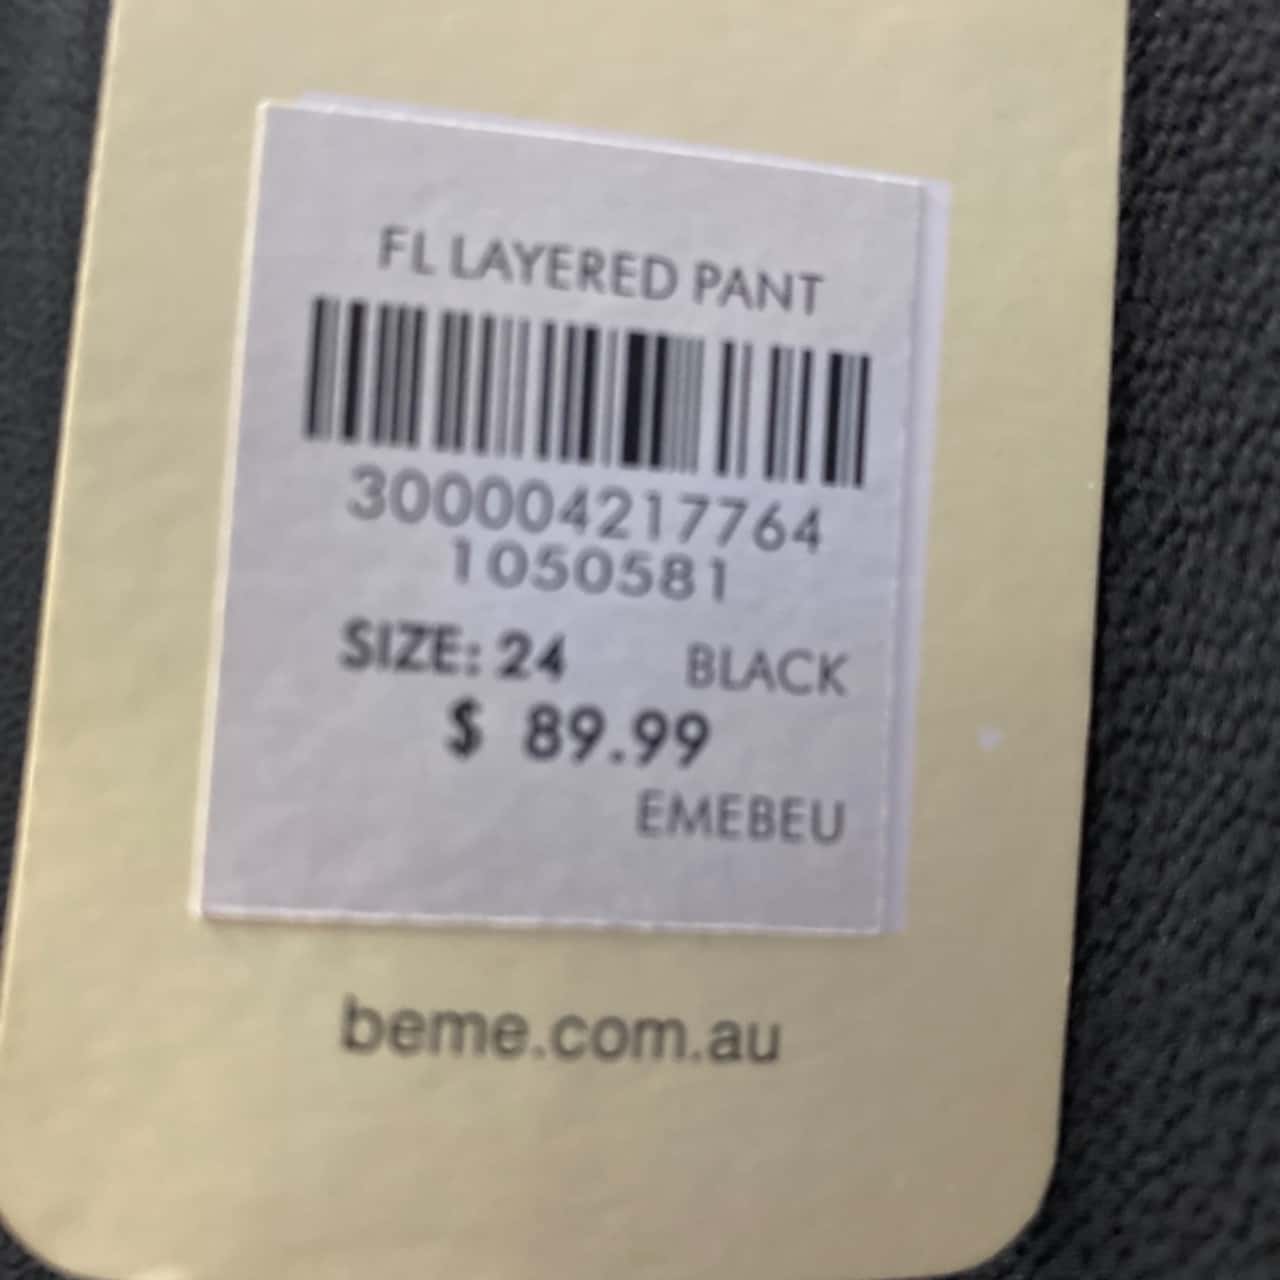 FL LAYERED PANT
300004217764
1050581
SIZE: 24 BLACK
$ 89.99
EMEBEU
beme.com.au